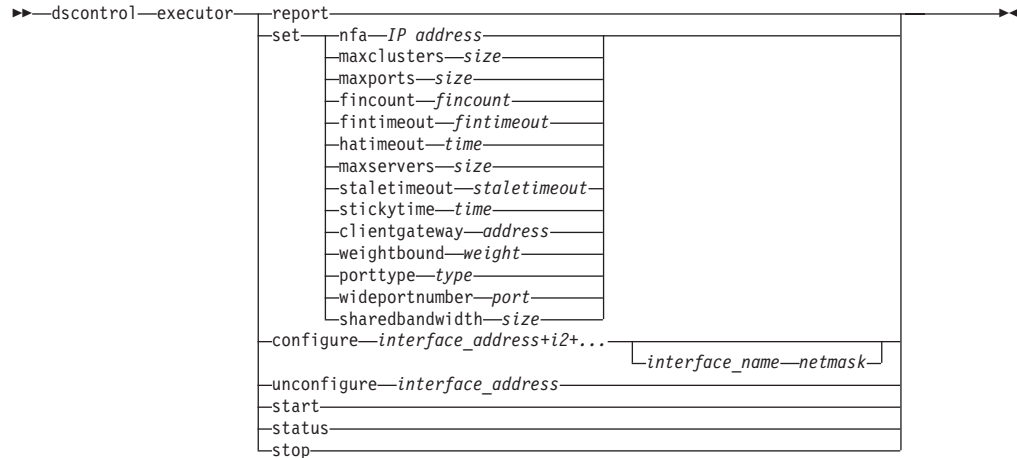 dscontrol executor report
set nfa IP address
maxclusters size
maxports size
fincount fincount
fintimeout fintimeout
hatimeout time
maxservers size
staletimeout staletimeout
stickytime time
clientgateway address
weightbound weight
porttype type
wideportnumber port
sharedbandwidth size
configure interface_address+i2+...
interface_name netmask
unconfigure interface_address
start
status
stop